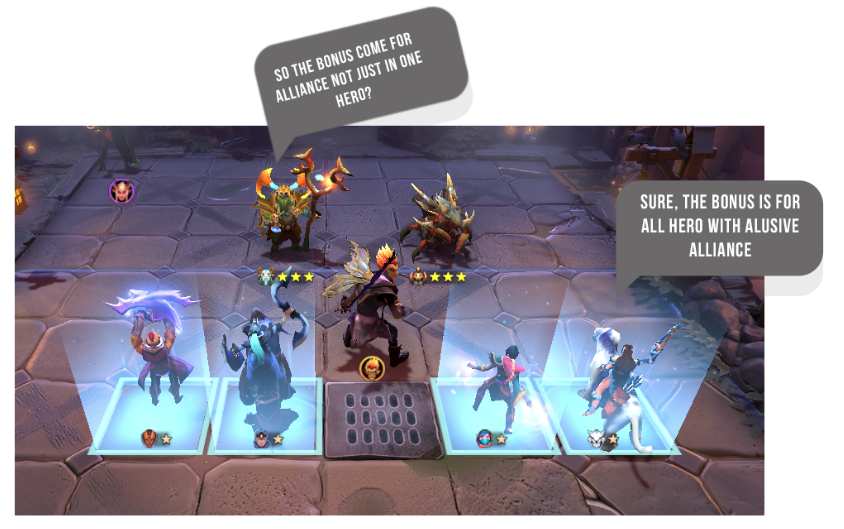 SO THE BONUS COME FOR
ALLIANCE NOT JUST IN ONE
HERO?
SURE, THE BONUS IS FOR
ALL HERO WITH ALUSIVE
ALLIANCE